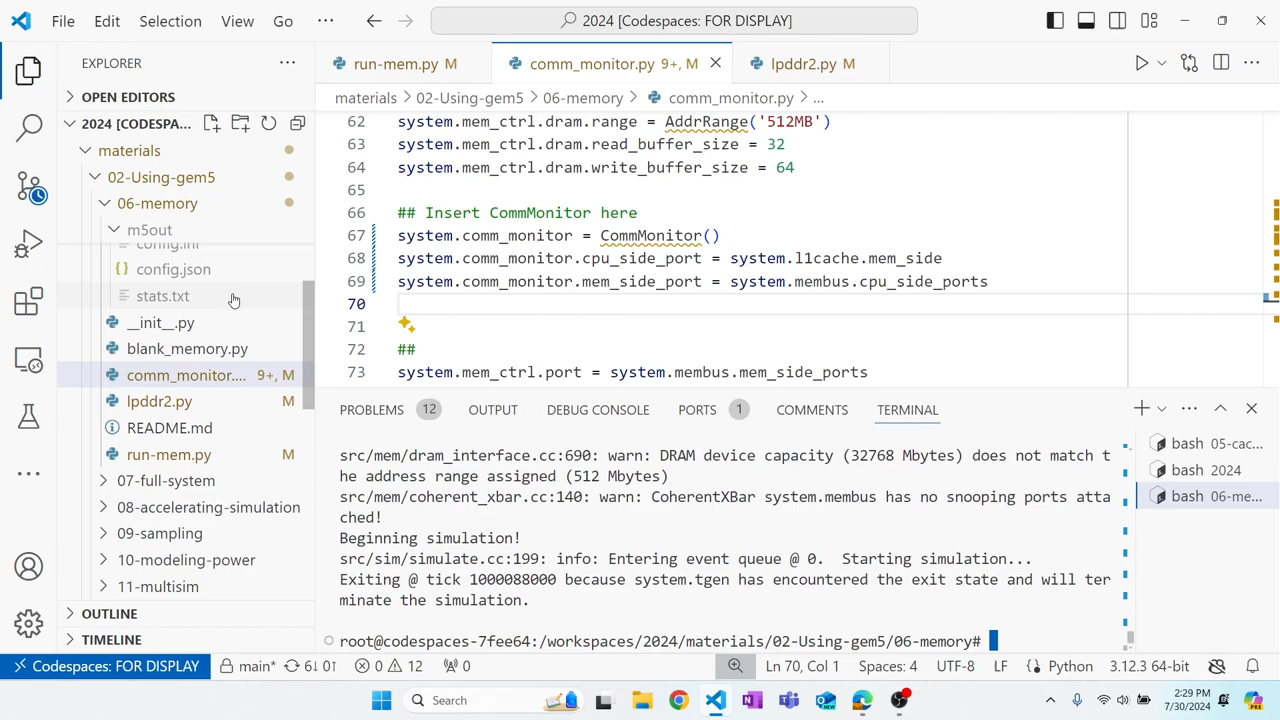 File Edit Selection View Go ··· 2024 [Codespaces: FOR DISPLAY]
EXPLORER
OPEN EDITORS
2024 [CODESPA...
materials
02-Using-gem5
06-memory
m5out
config.ini
config.json
stats.txt
__init__.py
blank_memory.py
comm_monitor.... 9+, M
lpddr2.py M
README.md
run-mem.py M
07-full-system
08-accelerating-simulation
09-sampling
10-modeling-power
11-multisim
OUTLINE
TIMELINE
run-mem.py M comm_monitor.py 9+, M lpddr2.py M
materials > 02-Using-gem5 > 06-memory > comm_monitor.py > ...
62 system.mem_ctrl.dram.range = AddrRange('512MB')
63 system.mem_ctrl.dram.read_buffer_size = 32
64 system.mem_ctrl.dram.write_buffer_size = 64
65
66 ## Insert CommMonitor here
67 system.comm_monitor = CommMonitor()
68 system.comm_monitor.cpu_side_port = system.l1cache.mem_side
69 system.comm_monitor.mem_side_port = system.membus.cpu_side_ports
70
71
72 ##
73 system.mem_ctrl.port = system.membus.mem_side_ports
PROBLEMS 12 OUTPUT DEBUG CONSOLE PORTS 1 COMMENTS TERMINAL
src/mem/dram_interface.cc:690: warn: DRAM device capacity (32768 Mbytes) does not match t
he address range assigned (512 Mbytes)
src/mem/coherent_xbar.cc:140: warn: CoherentXBar system.membus has no snooping ports atta
ched!
Beginning simulation!
src/sim/simulate.cc:199: info: Entering event queue @ 0.  Starting simulation...
Exiting @ tick 1000088000 because system.tgen has encountered the exit state and will ter
minate the simulation.
root@codespaces-7fee64:/workspaces/2024/materials/02-Using-gem5/06-memory#
bash 05-cac...
bash 2024
bash 06-me...
Codespaces: FOR DISPLAY main* 6↓ 0↑ 0 12 0 Ln 70, Col 1 Spaces: 4 UTF-8 LF Python 3.12.3 64-bit
Search
2:29 PM
7/30/2024